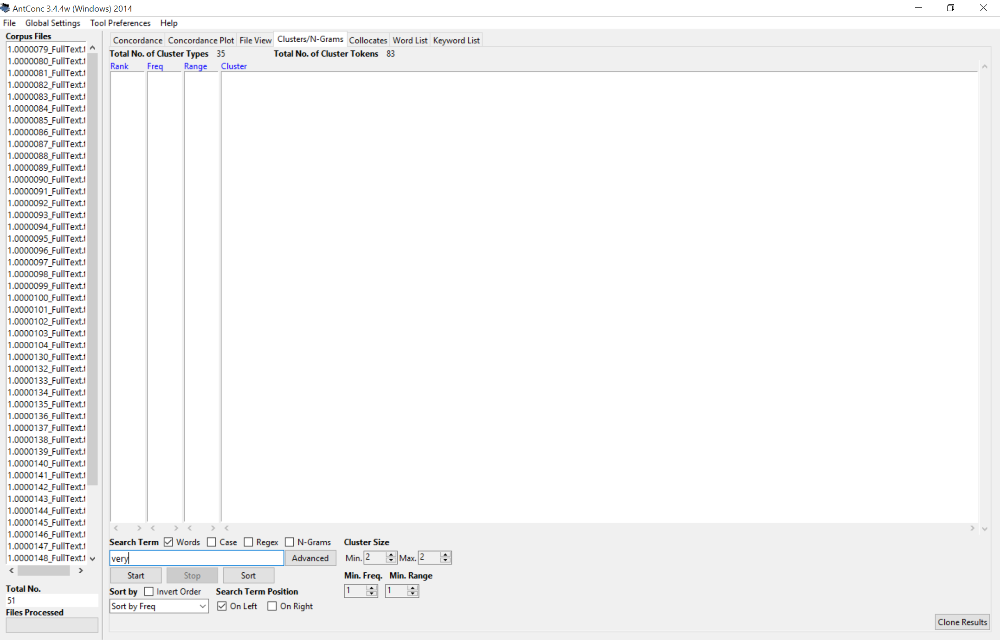 AntConc 3.4.4w (Windows) 2014
File Global Settings Tool Preferences Help
Corpus Files
1.0000079_FullText.t
1.0000080_FullText.t
1.0000081_FullText.t
1.0000082_FullText.t
1.0000083_FullText.t
1.0000084_FullText.t
1.0000085_FullText.t
1.0000086_FullText.t
1.0000087_FullText.t
1.0000088_FullText.t
1.0000089_FullText.t
1.0000090_FullText.t
1.0000091_FullText.t
1.0000092_FullText.t
1.0000093_FullText.t
1.0000094_FullText.t
1.0000095_FullText.t
1.0000096_FullText.t
1.0000097_FullText.t
1.0000098_FullText.t
1.0000099_FullText.t
1.0000100_FullText.t
1.0000101_FullText.t
1.0000102_FullText.t
1.0000103_FullText.t
1.0000104_FullText.t
1.0000130_FullText.t
1.0000132_FullText.t
1.0000133_FullText.t
1.0000134_FullText.t
1.0000135_FullText.t
1.0000136_FullText.t
1.0000137_FullText.t
1.0000138_FullText.t
1.0000139_FullText.t
1.0000140_FullText.t
1.0000141_FullText.t
1.0000142_FullText.t
1.0000143_FullText.t
1.0000144_FullText.t
1.0000145_FullText.t
1.0000146_FullText.t
1.0000147_FullText.t
1.0000148_FullText.t
Total No.
51
Files Processed
Concordance Concordance Plot File View Clusters/N-Grams Collocates Word List Keyword List
Total No. of Cluster Types 35 Total No. of Cluster Tokens 83
Rank Freq Range Cluster
Search Term Words Case Regex N-Grams Cluster Size
very Advanced Min. 2 Max. 2
Start Stop Sort Min. Freq. Min. Range
Sort by Invert Order Search Term Position 1 1
Sort by Freq On Left On Right
Clone Results